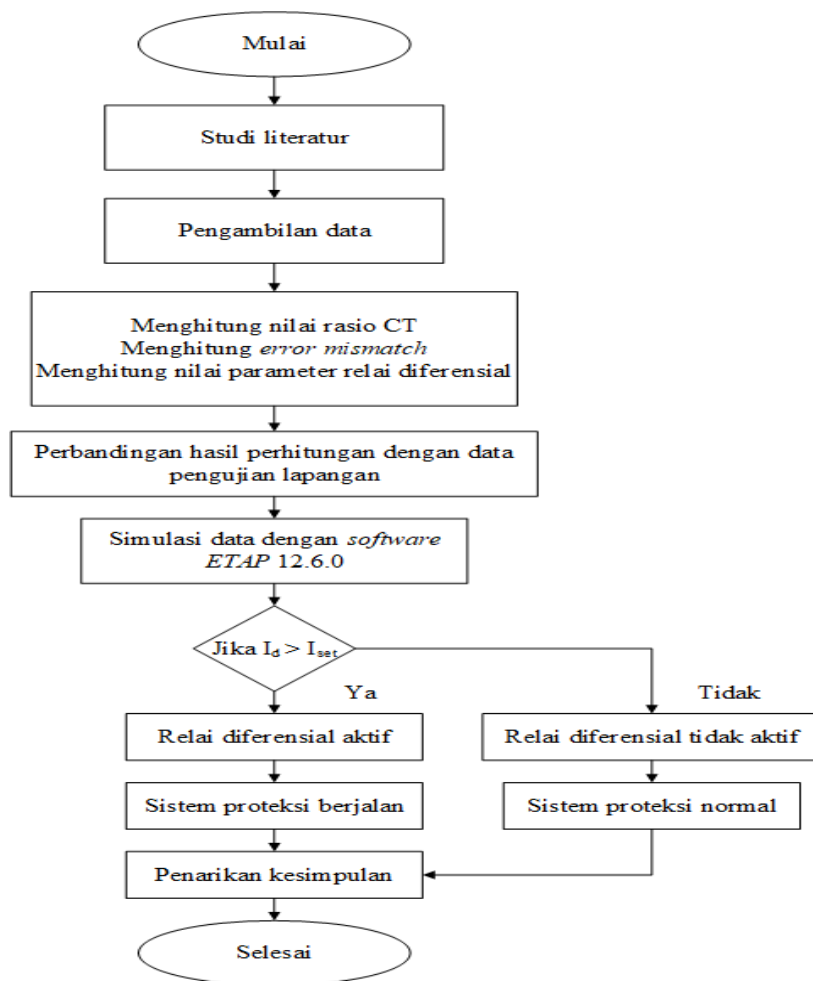 Mulai
Studi literatur
Pengambilan data
Menghitung nilai rasio CT
Menghitung error mismatch
Menghitung nilai parameter relai diferensial
Perbandingan hasil perhitungan dengan data
pengujian lapangan
Simulasi data dengan software
ETAP 12.6.0
Jika Id > Iset
Ya
Tidak
Relai diferensial aktif
Relai diferensial tidak aktif
Sistem proteksi berjalan
Sistem proteksi normal
Penarikan kesimpulan
Selesai